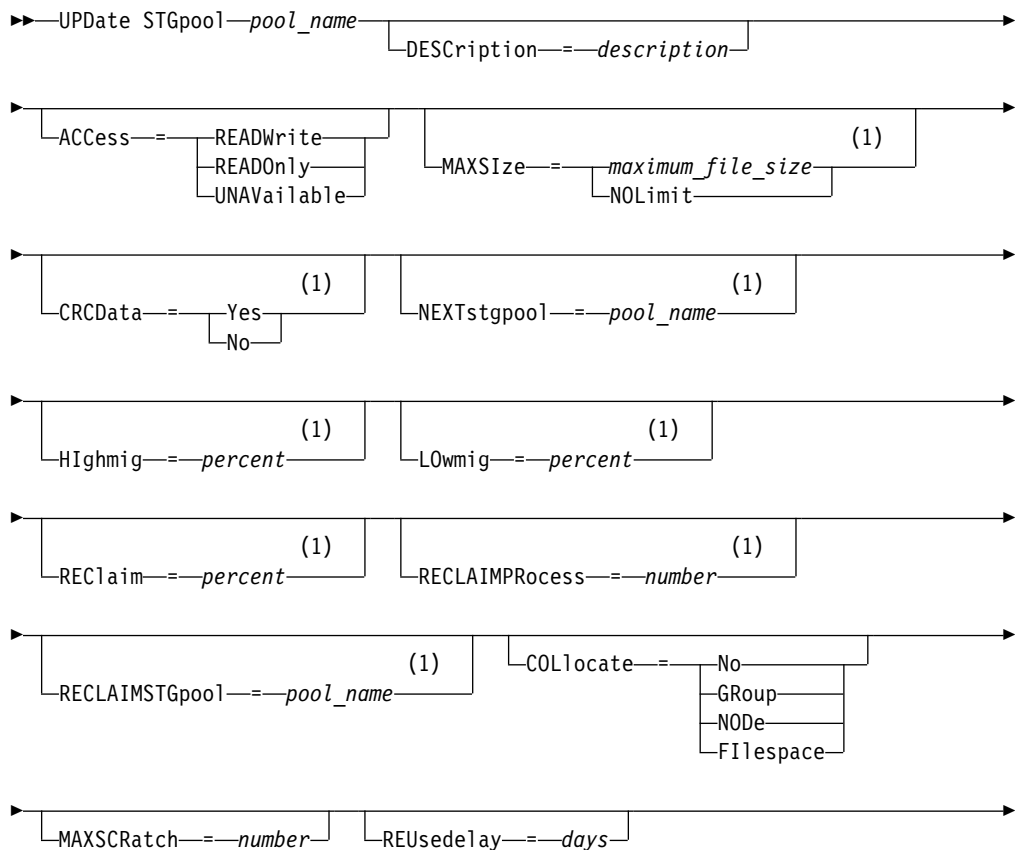 UPDate STGpool pool_name
DESCription = description
ACCess = READWrite
READOnly
UNAVailable
(1)
MAXSIze = maximum_file_size
NOLimit
(1)
CRCData = Yes
No
(1)
NEXTstgpool = pool_name
(1)
HIghmig = percent
(1)
LOwmig = percent
(1)
REClaim = percent
(1)
RECLAIMPRocess = number
(1)
RECLAIMSTGpool = pool_name
COLlocate = No
GRoup
NODe
FIlespace
MAXSCRatch = number
REUsedelay = days